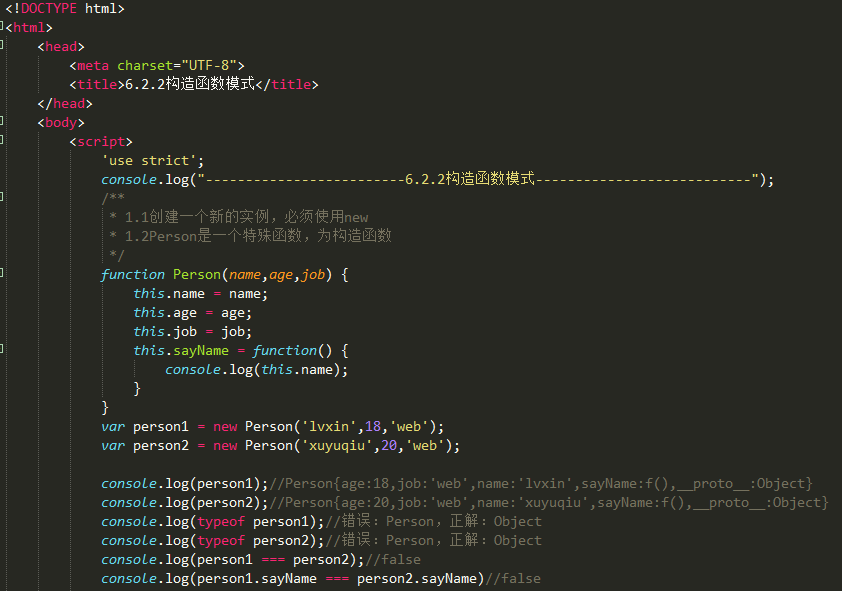 <!DOCTYPE html>
<html>
<head>
<meta charset="UTF-8">
<title>6.2.2构造函数模式</title>
</head>
<body>
<script>
'use strict';
console.log("-------------------------6.2.2构造函数模式---------------------------");
/**
* 1.1创建一个新的实例，必须使用new
* 1.2Person是一个特殊函数，为构造函数
*/
function Person(name,age,job) {
this.name = name;
this.age = age;
this.job = job;
this.sayName = function() {
console.log(this.name);
}
}
var person1 = new Person('lvxin',18,'web');
var person2 = new Person('xuyuqiu',20,'web');
console.log(person1);//Person{age:18,job:'web',name:'lvxin',sayName:f(),__proto__:Object}
console.log(person2);//Person{age:20,job:'web',name:'xuyuqiu',sayName:f(),__proto__:Object}
console.log(typeof person1);//错误：Person，正解：Object
console.log(typeof person2);//错误：Person，正解：Object
console.log(person1 === person2);//false
console.log(person1.sayName === person2.sayName)//false